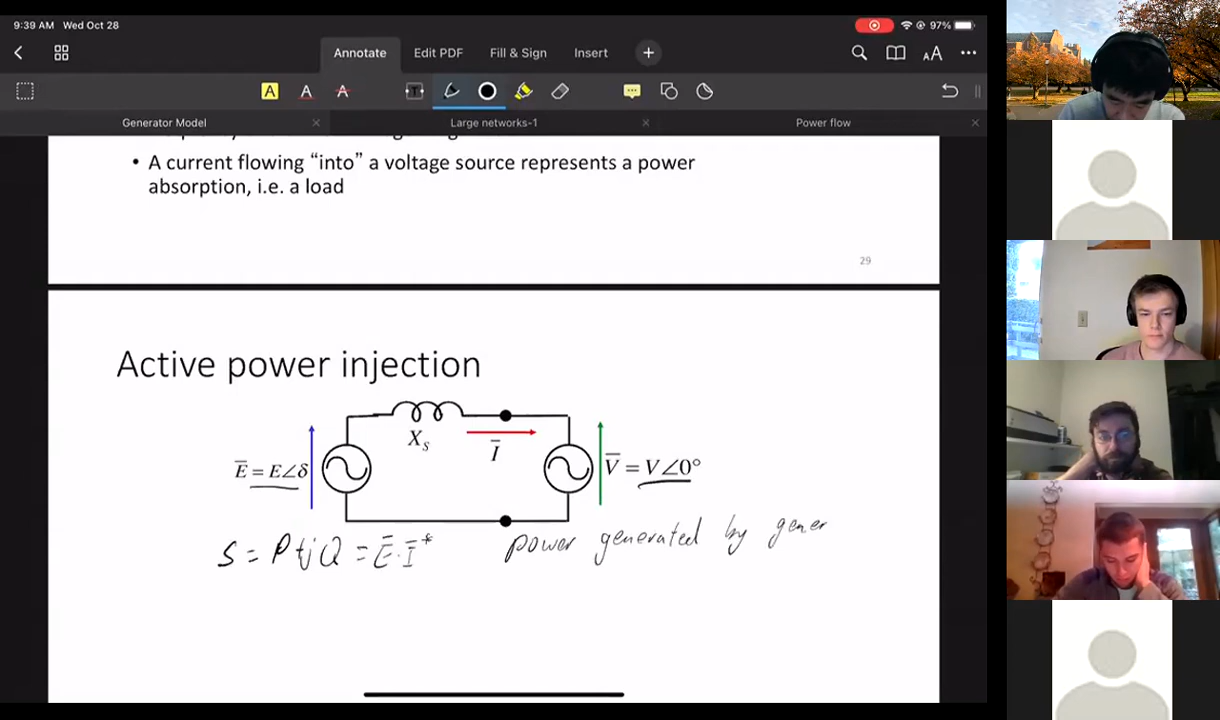 9:39 AM Wed Oct 28
97%
Annotate
Edit PDF
Fill & Sign
Insert
Generator Model
Large networks-1
Power flow
• A current flowing “into” a voltage source represents a power
absorption, i.e. a load
29
Active power injection
X_s
Ī
Ē = E∠δ
V̄ = V∠0°
S = P + jQ = Ē · Ī*
power generated by gener